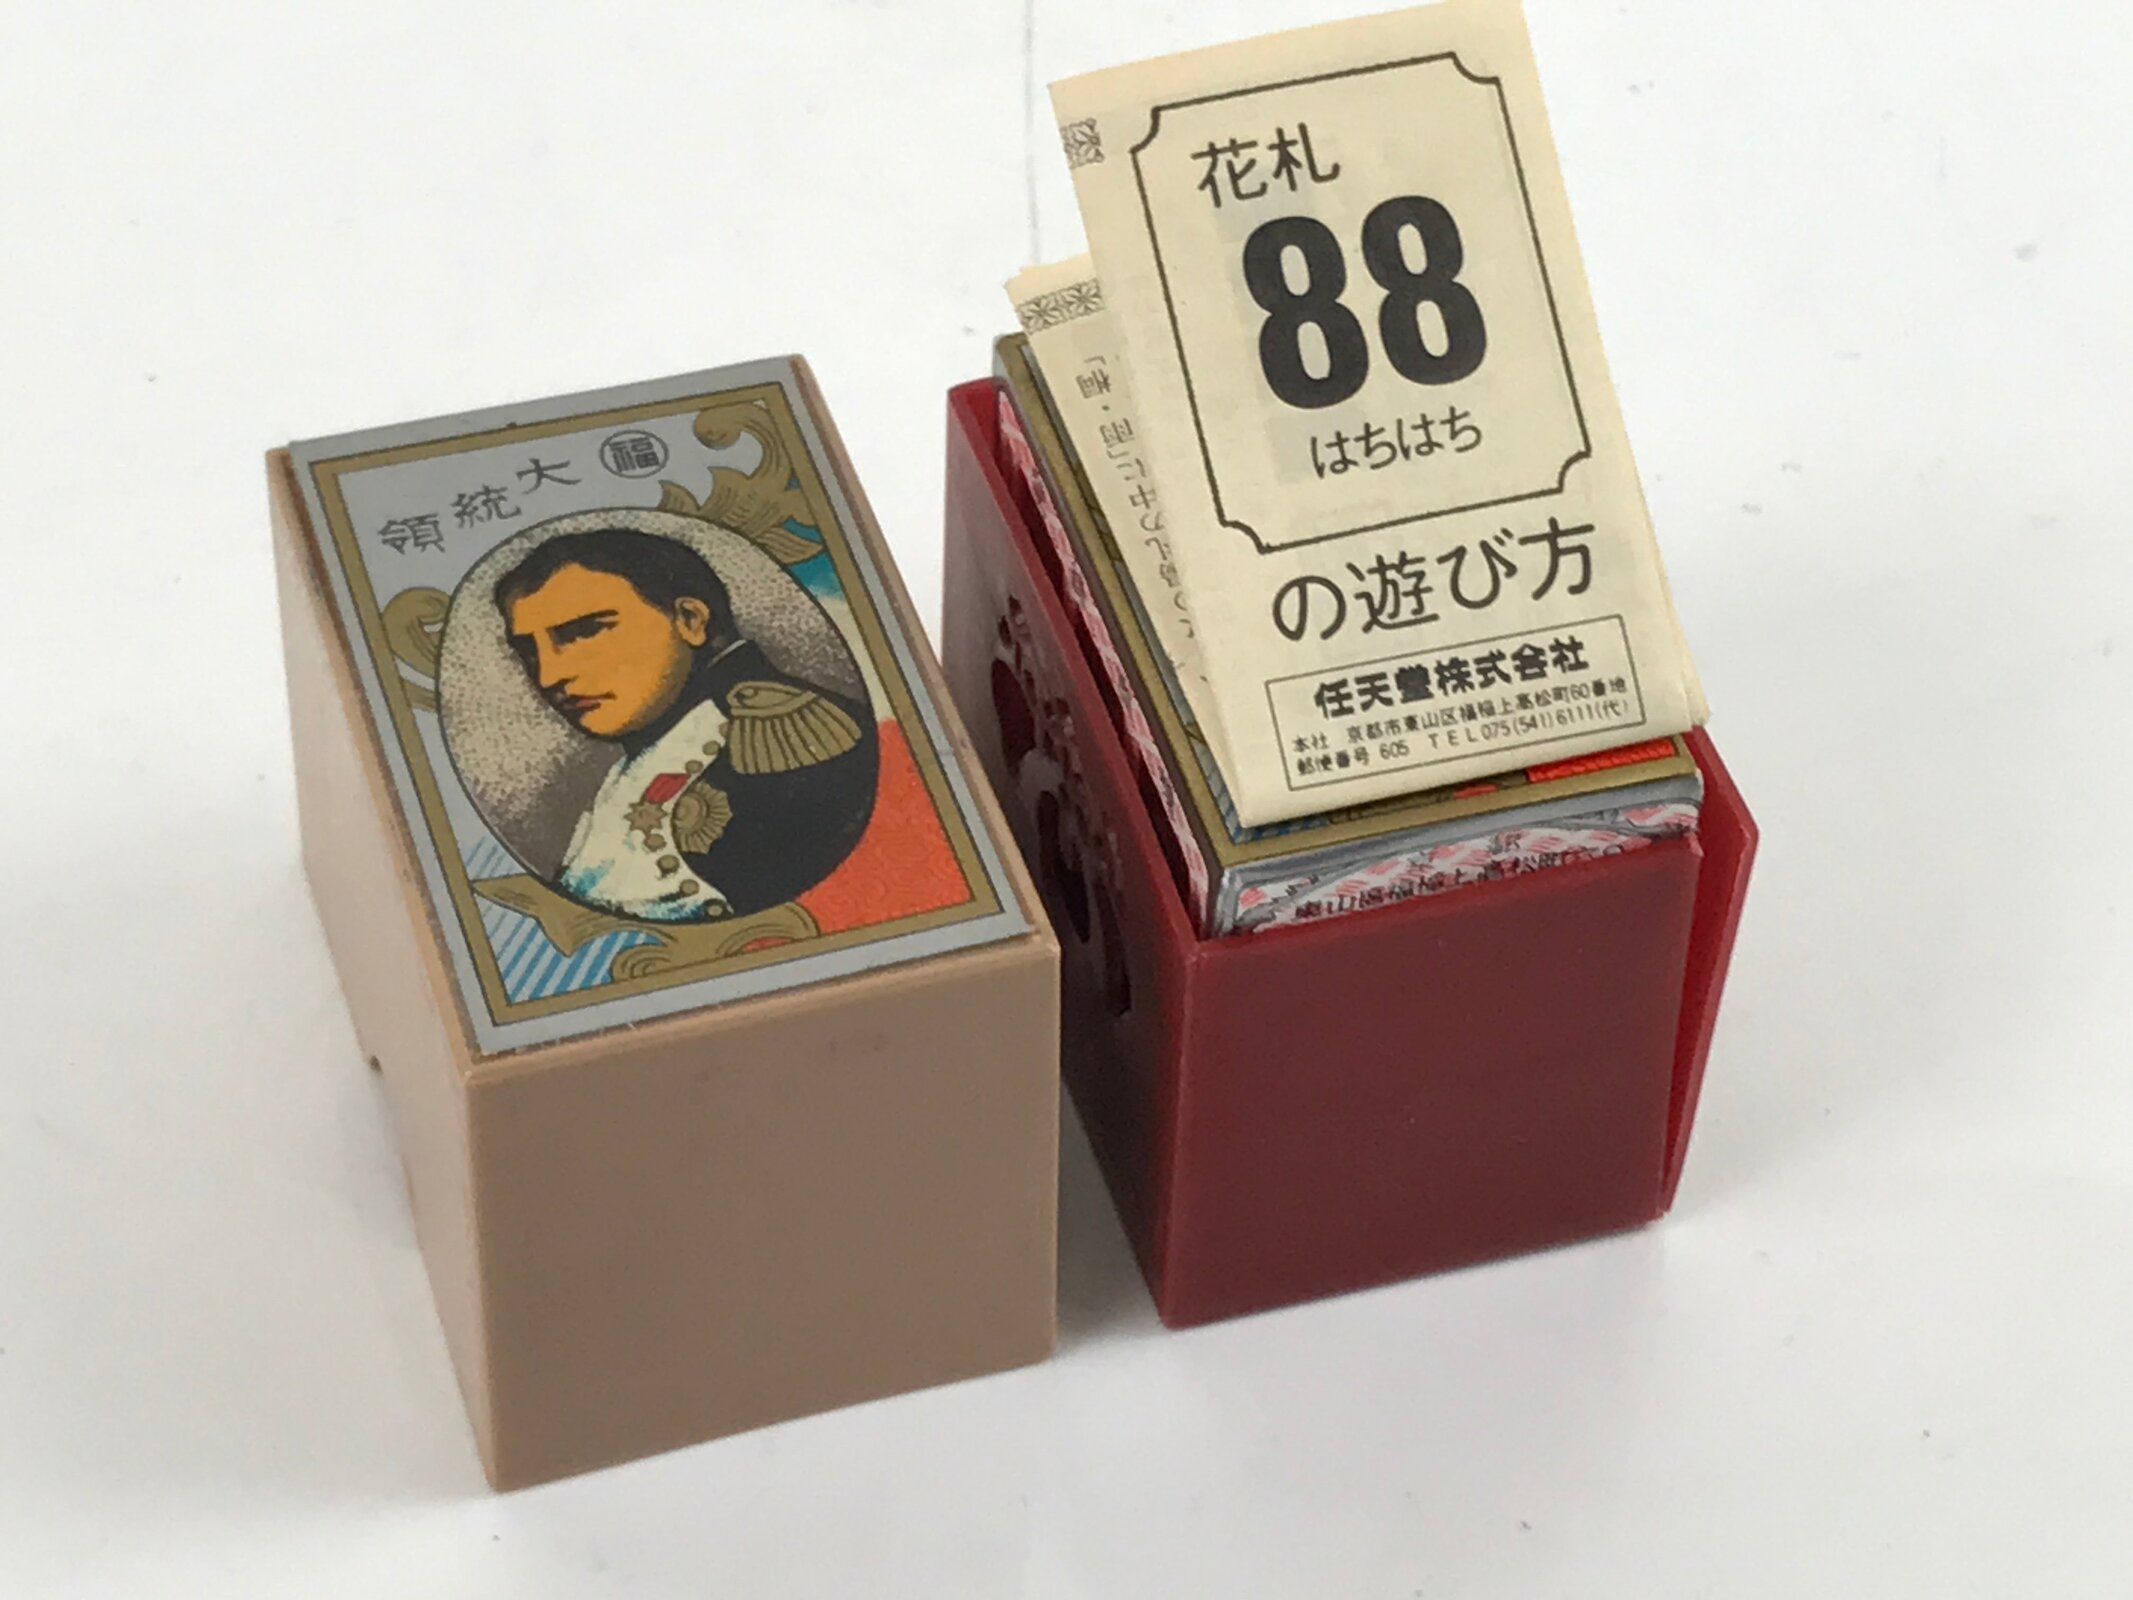 福
大統領
花札
88
はちはち
の遊び方
任天堂株式会社
本社 京都市東山区福稲上高松町60番地
郵便番号 605 TEL075(541)6111(代)